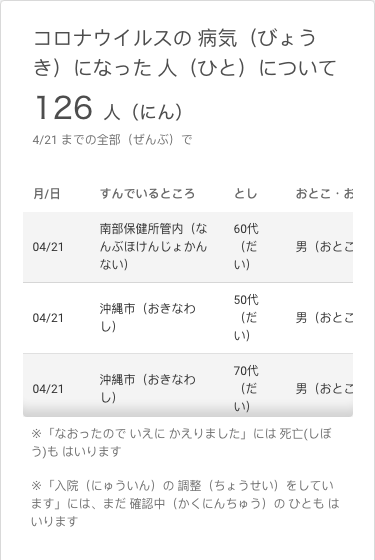 コロナウイルスの 病気（びょう
き）になった 人（ひと）について
126 人（にん）
4/21 までの全部（ぜんぶ）で
月/日 すんでいるところ とし おとこ・お
04/21 南部保健所管内（な
んぶほけんじょかん
ない） 60代
（だ
い） 男（おとこ
04/21 沖縄市（おきなわ
し） 50代
（だ
い） 男（おとこ
04/21 沖縄市（おきなわ
し） 70代
（だ
い） 男（おとこ
※「なおったので いえに かえりました」には 死亡(しぼ
う)も はいります
※「入院（にゅういん）の 調整（ちょうせい）をしてい
ます」には、まだ 確認中（かくにんちゅう）の ひとも は
いります